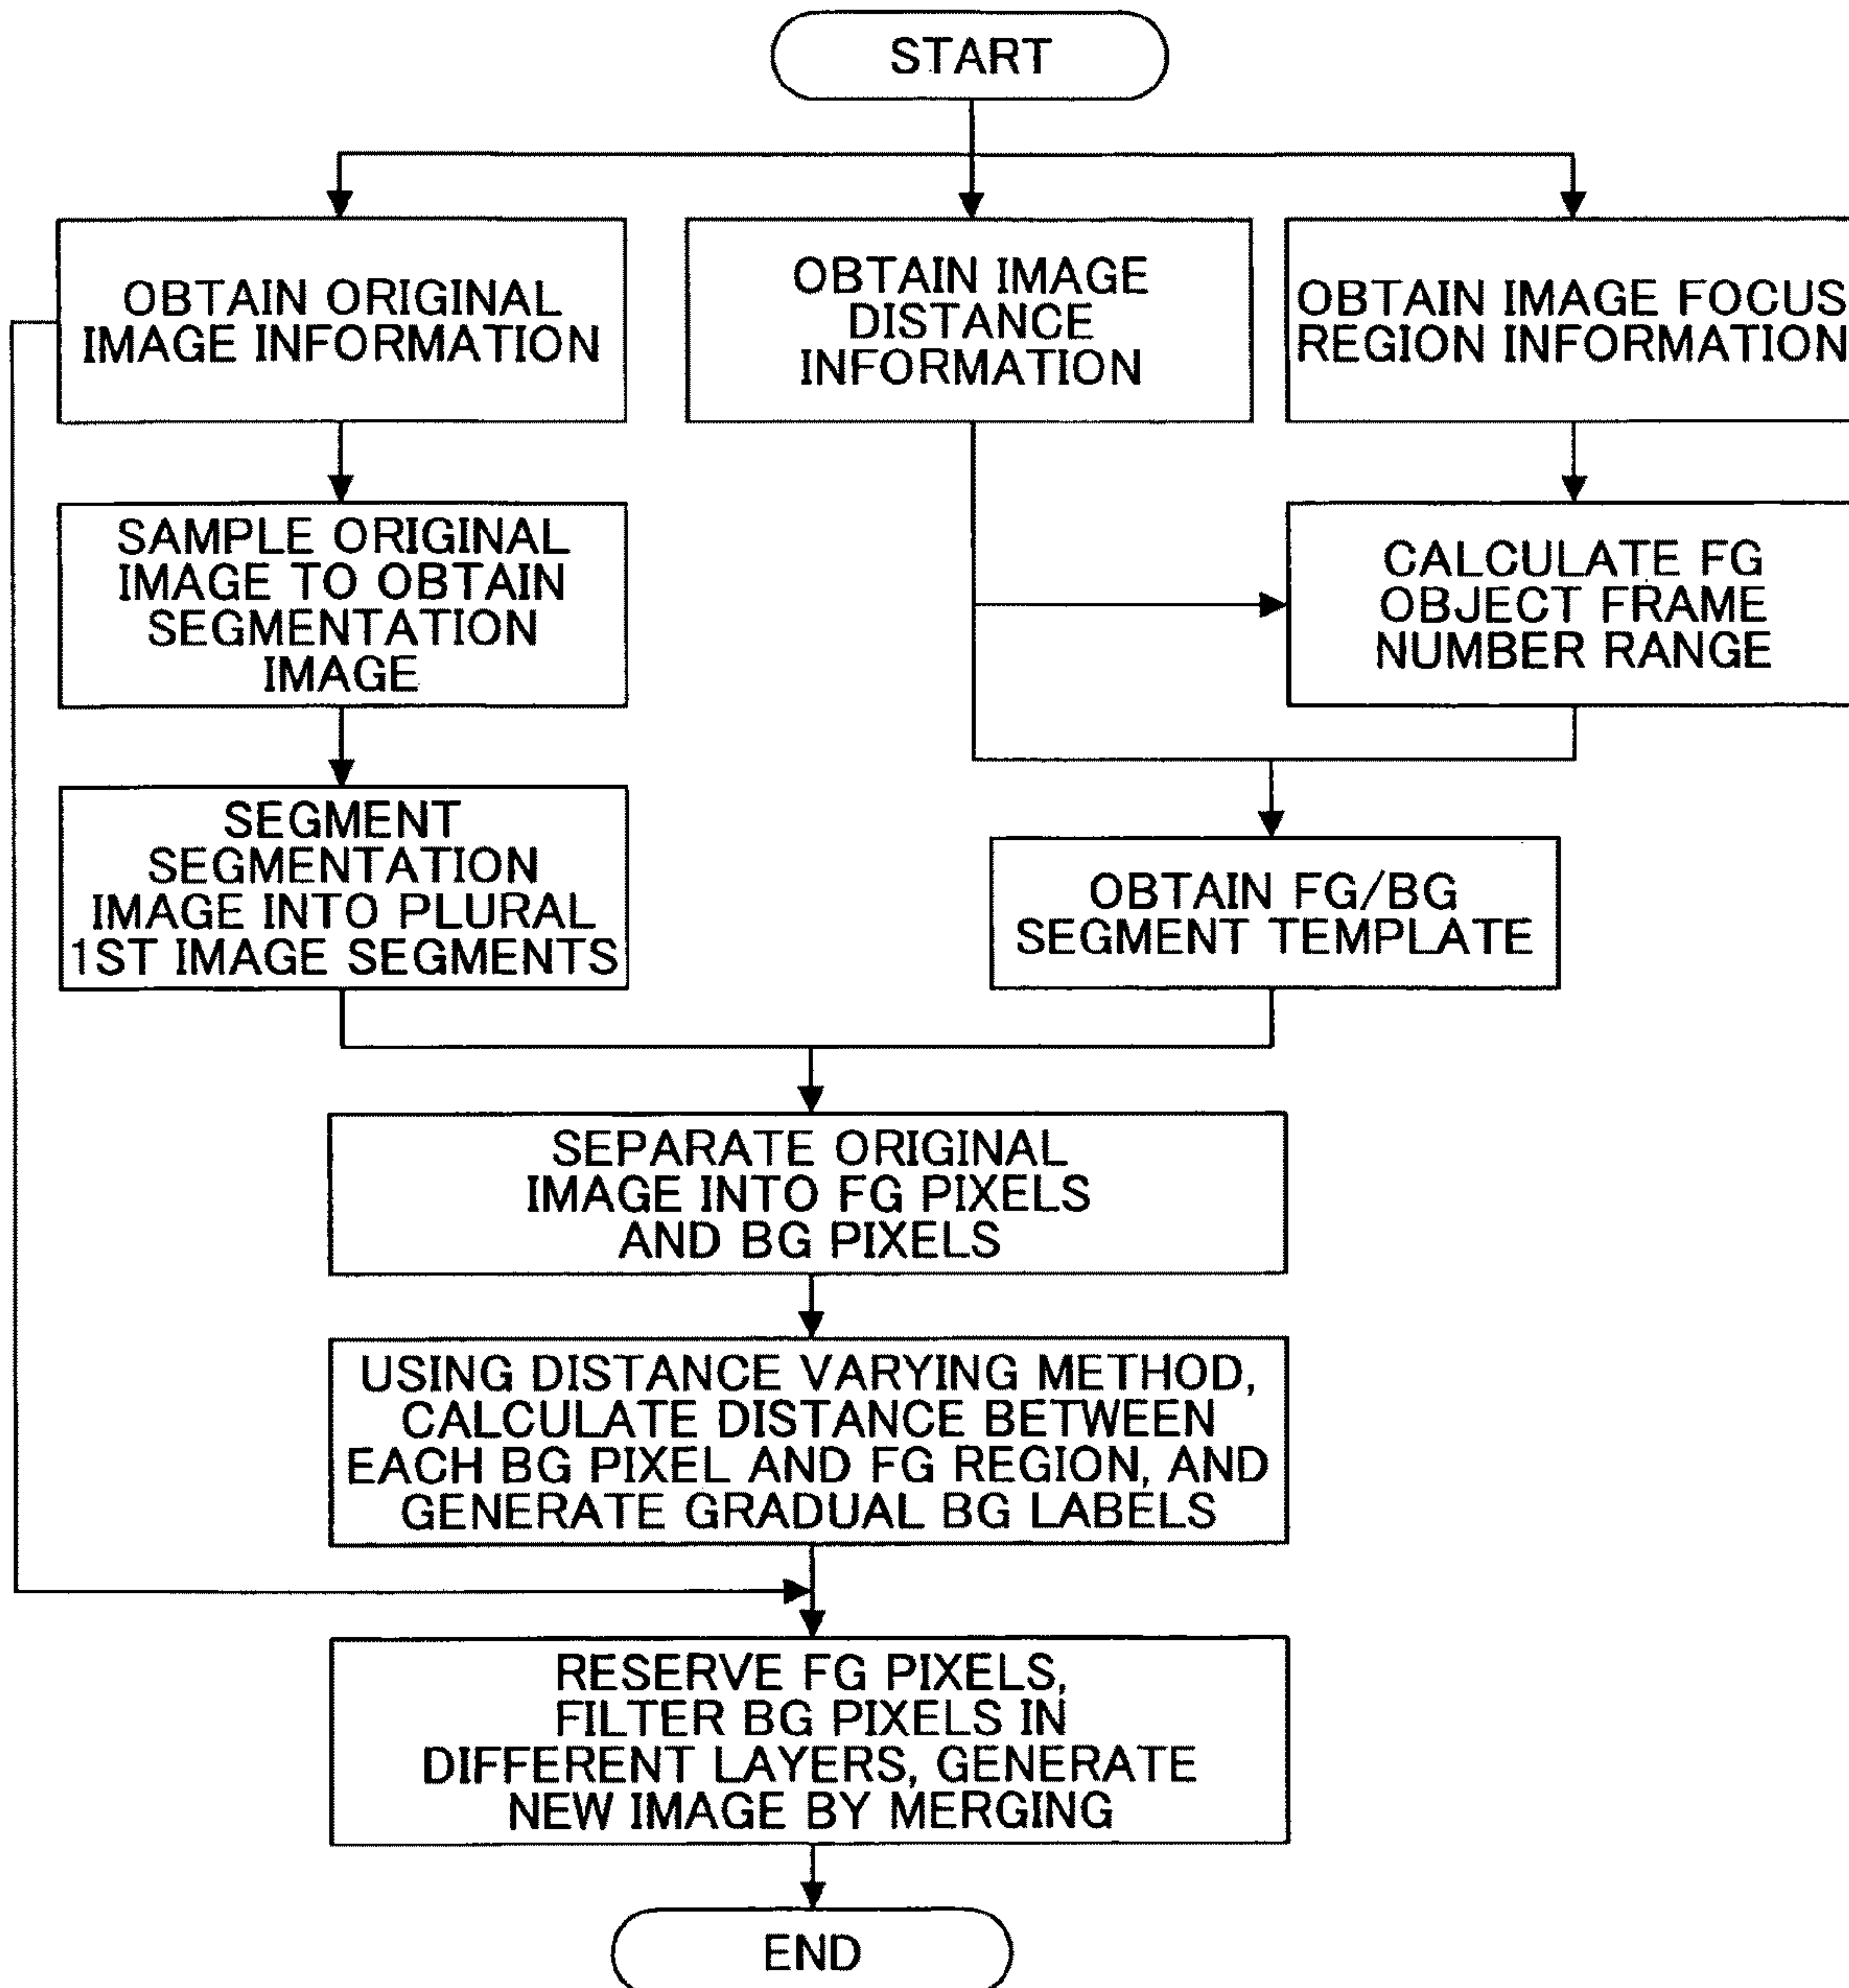 START
OBTAIN ORIGINAL
IMAGE INFORMATION
OBTAIN IMAGE
DISTANCE
INFORMATION
OBTAIN IMAGE FOCUS
REGION INFORMATION
SAMPLE ORIGINAL
IMAGE TO OBTAIN
SEGMENTATION
IMAGE
CALCULATE FG
OBJECT FRAME
NUMBER RANGE
SEGMENT
SEGMENTATION
IMAGE INTO PLURAL
1ST IMAGE SEGMENTS
OBTAIN FG/BG
SEGMENT TEMPLATE
SEPARATE ORIGINAL
IMAGE INTO FG PIXELS
AND BG PIXELS
USING DISTANCE VARYING METHOD,
CALCULATE DISTANCE BETWEEN
EACH BG PIXEL AND FG REGION, AND
GENERATE GRADUAL BG LABELS
RESERVE FG PIXELS,
FILTER BG PIXELS IN
DIFFERENT LAYERS, GENERATE
NEW IMAGE BY MERGING
END